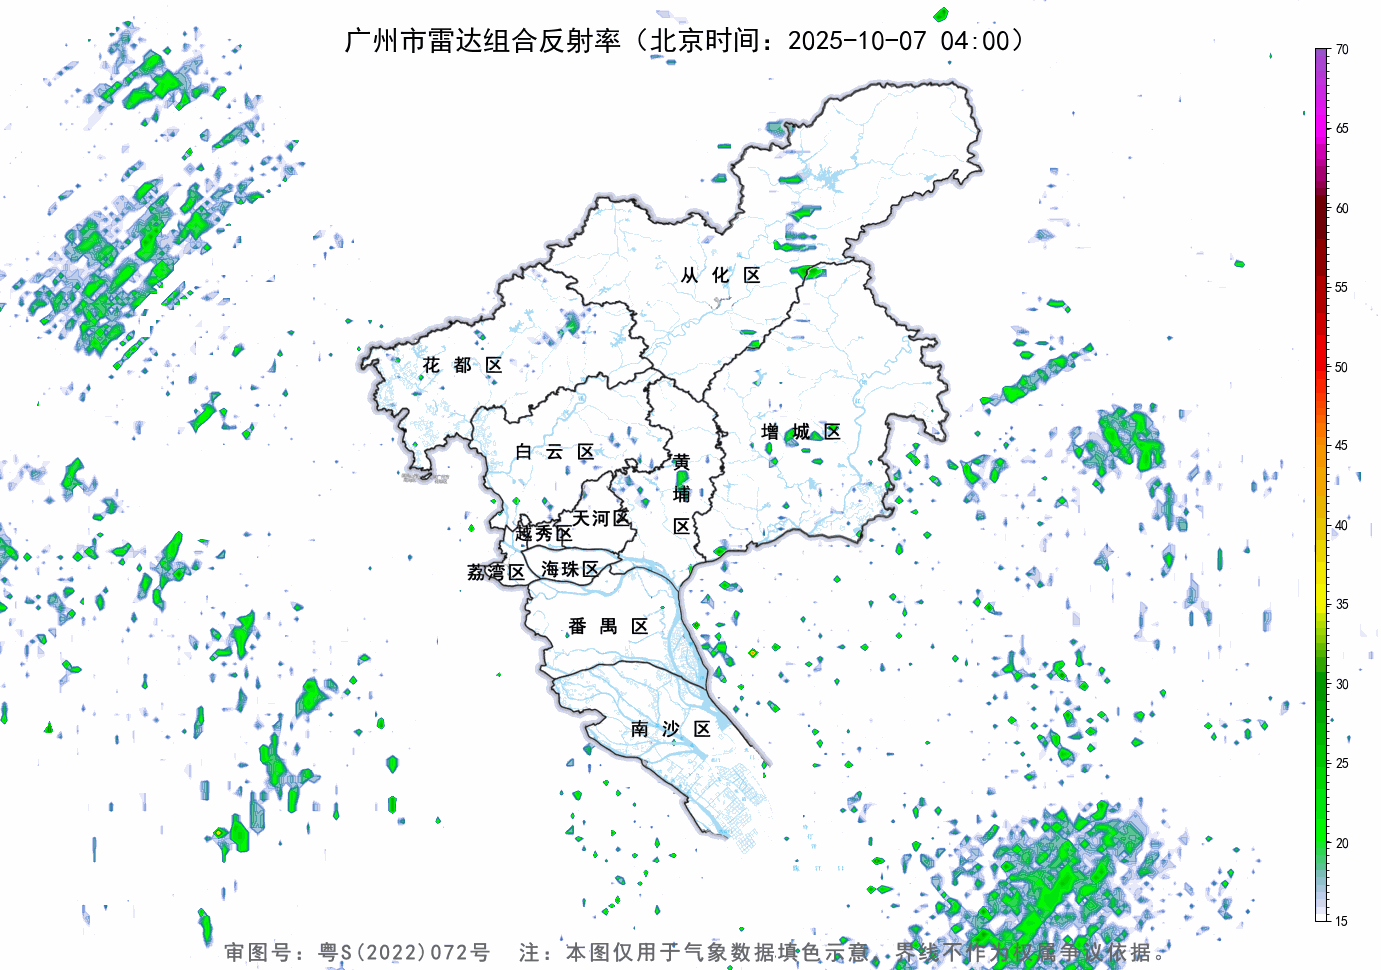 广州市雷达组合反射率（北京时间：2025-10-07 04:00）
70
65
60
55
50
45
40
35
30
25
20
15
从 化 区
花 都 区
增 城 区
白 云 区
黄
埔
区
天河区
越秀区
荔湾区
海珠区
番 禺 区
南 沙 区
审图号：粤S(2022)072号 注：本图仅用于气象数据填色示意，界线不作为权属争议依据。